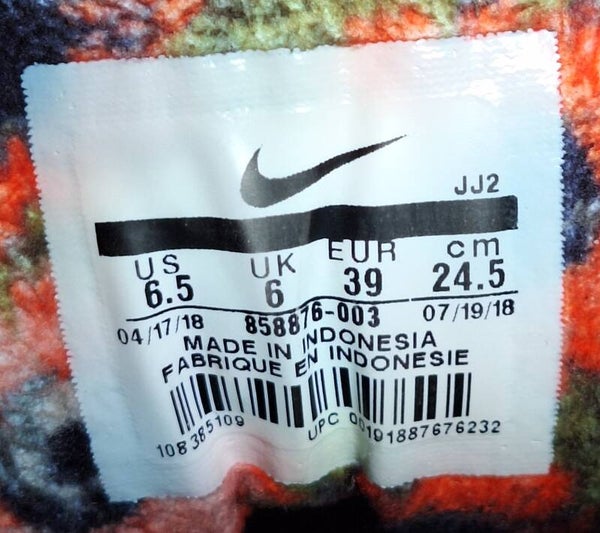 JJ2
US UK EUR cm
6.5 6 39 24.5
04/17/18 858876-003 07/19/18
MADE IN INDONESIA
FABRIQUE EN INDONESIE
108385109 UPC 00191887676232